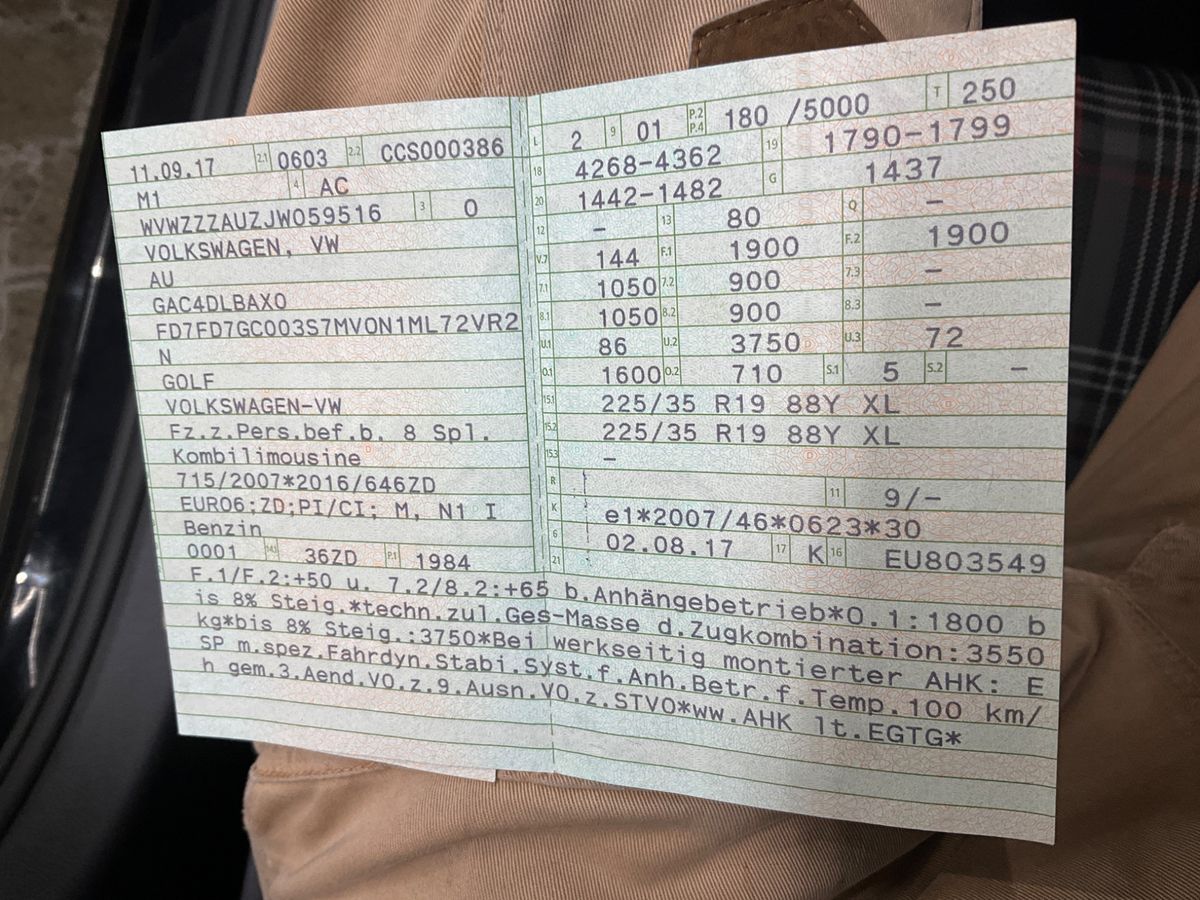 11.09.17 2.1 0603 2.2 CCS000386
M1 4 AC
WVWZZZAUZJW059516 3 0
VOLKSWAGEN, VW
AU
GAC4DLBAX0
FD7FD7GC003S7MVON1ML72VR2
N
GOLF
VOLKSWAGEN-VW
Fz.z.Pers.bef.b. 8 Spl.
Kombilimousine
715/2007*2016/646ZD
EURO6;ZD;PI/CI; M, N1 I
Benzin
0001 14.1 36ZD P.1 1984
L 2 9 01 P.2 P.4 180 /5000 T 250
18 4268-4362 19 1790-1799
20 1442-1482 G 1437
12 - 13 80 Q -
V.7 144 F.1 1900 F.2 1900
7.1 1050 7.2 900 7.3 -
8.1 1050 8.2 900 8.3 -
U.1 86 U.2 3750 U.3 72
O.1 1600 O.2 710 S.1 5 S.2 -
15.1 225/35 R19 88Y XL
15.2 225/35 R19 88Y XL
15.3 -
R 11 9/-
K e1*2007/46*0623*30
6 02.08.17 17 K 16 EU803549
21
F.1/F.2:+50 u. 7.2/8.2:+65 b.Anhängebetrieb*O.1:1800 b
is 8% Steig.*techn.zul.Ges-Masse d.Zugkombination:3550
kg*bis 8% Steig.:3750*Bei werkseitig montierter AHK: E
SP m.spez.Fahrdyn.Stabi.Syst.f.Anh.Betr.f.Temp.100 km/
h gem.3.Aend.VO.z.9.Ausn.VO.z.STVO*ww.AHK lt.EGTG*